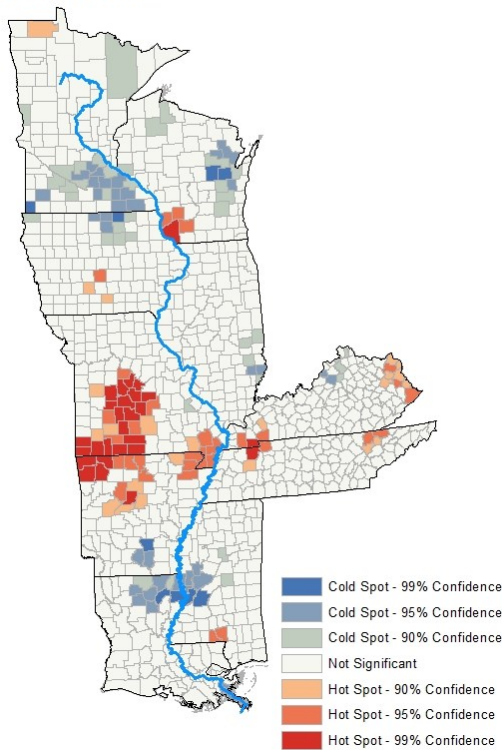 Cold Spot - 99% Confidence
Cold Spot - 95% Confidence
Cold Spot - 90% Confidence
Not Significant
Hot Spot - 90% Confidence
Hot Spot - 95% Confidence
Hot Spot - 99% Confidence